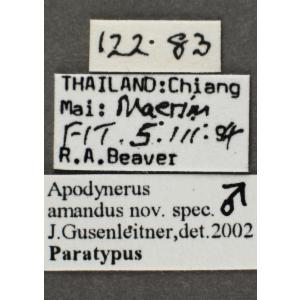 122.83
THAILAND:Chiang
Mai: Maerim
FIT. 5.iii.84
R.A.Beaver
Apodynerus
amandus nov. spec. ♂
J.Gusenleitner,det.2002
Paratypus